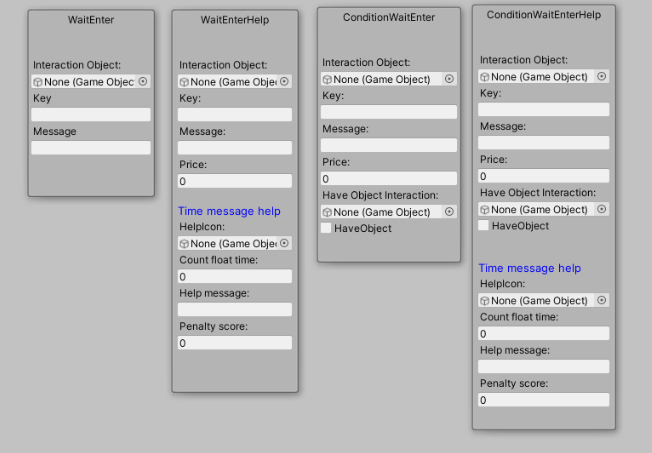 WaitEnter
Interaction Object:
None (Game Object
Key
Message
WaitEnterHelp
Interaction Object:
None (Game Obje
Key:
Message:
Price:
0
Time message help
HelpIcon:
None (Game Obje
Count float time:
0
Help message:
Penalty score:
0
ConditionWaitEnter
Interaction Object:
None (Game Object)
Key:
Message:
Price:
0
Have Object Interaction:
None (Game Object)
HaveObject
ConditionWaitEnterHelp
Interaction Object:
None (Game Object)
Key:
Message:
Price:
0
Have Object Interaction:
None (Game Object)
HaveObject
Time message help
HelpIcon:
None (Game Object)
Count float time:
0
Help message:
Penalty score:
0